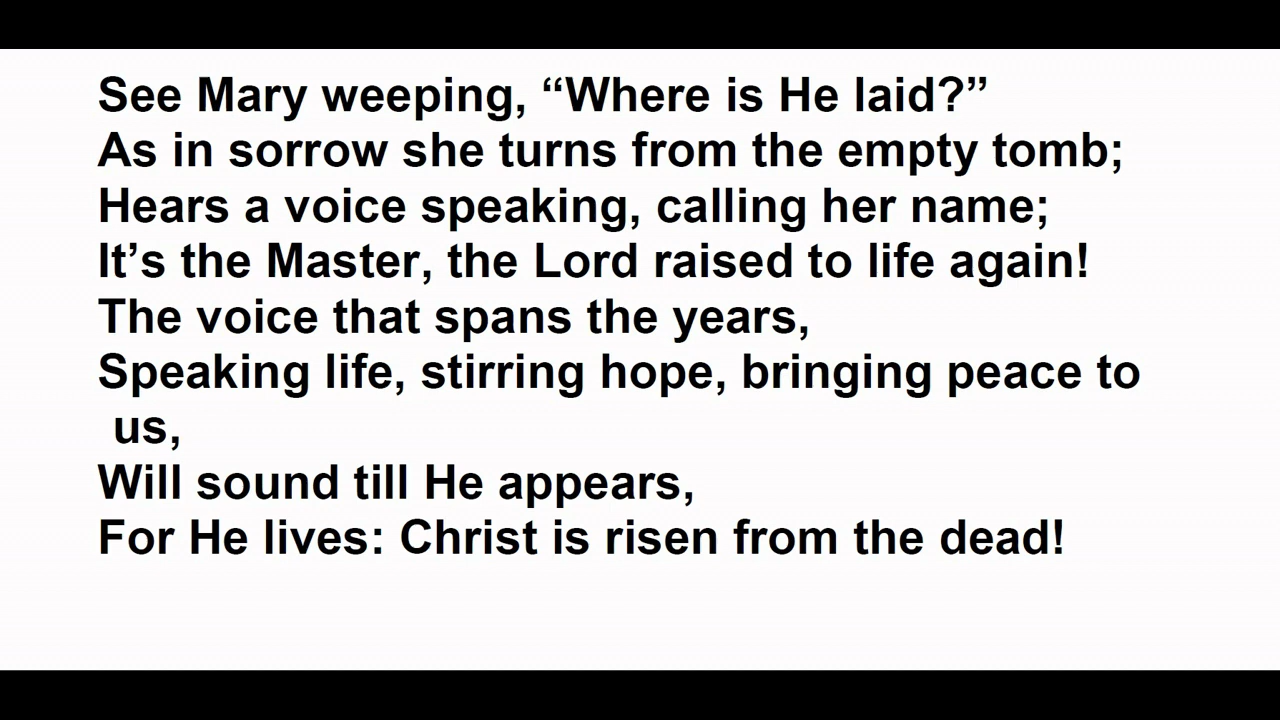 See Mary weeping, “Where is He laid?”
As in sorrow she turns from the empty tomb;
Hears a voice speaking, calling her name;
It’s the Master, the Lord raised to life again!
The voice that spans the years,
Speaking life, stirring hope, bringing peace to
us,
Will sound till He appears,
For He lives: Christ is risen from the dead!